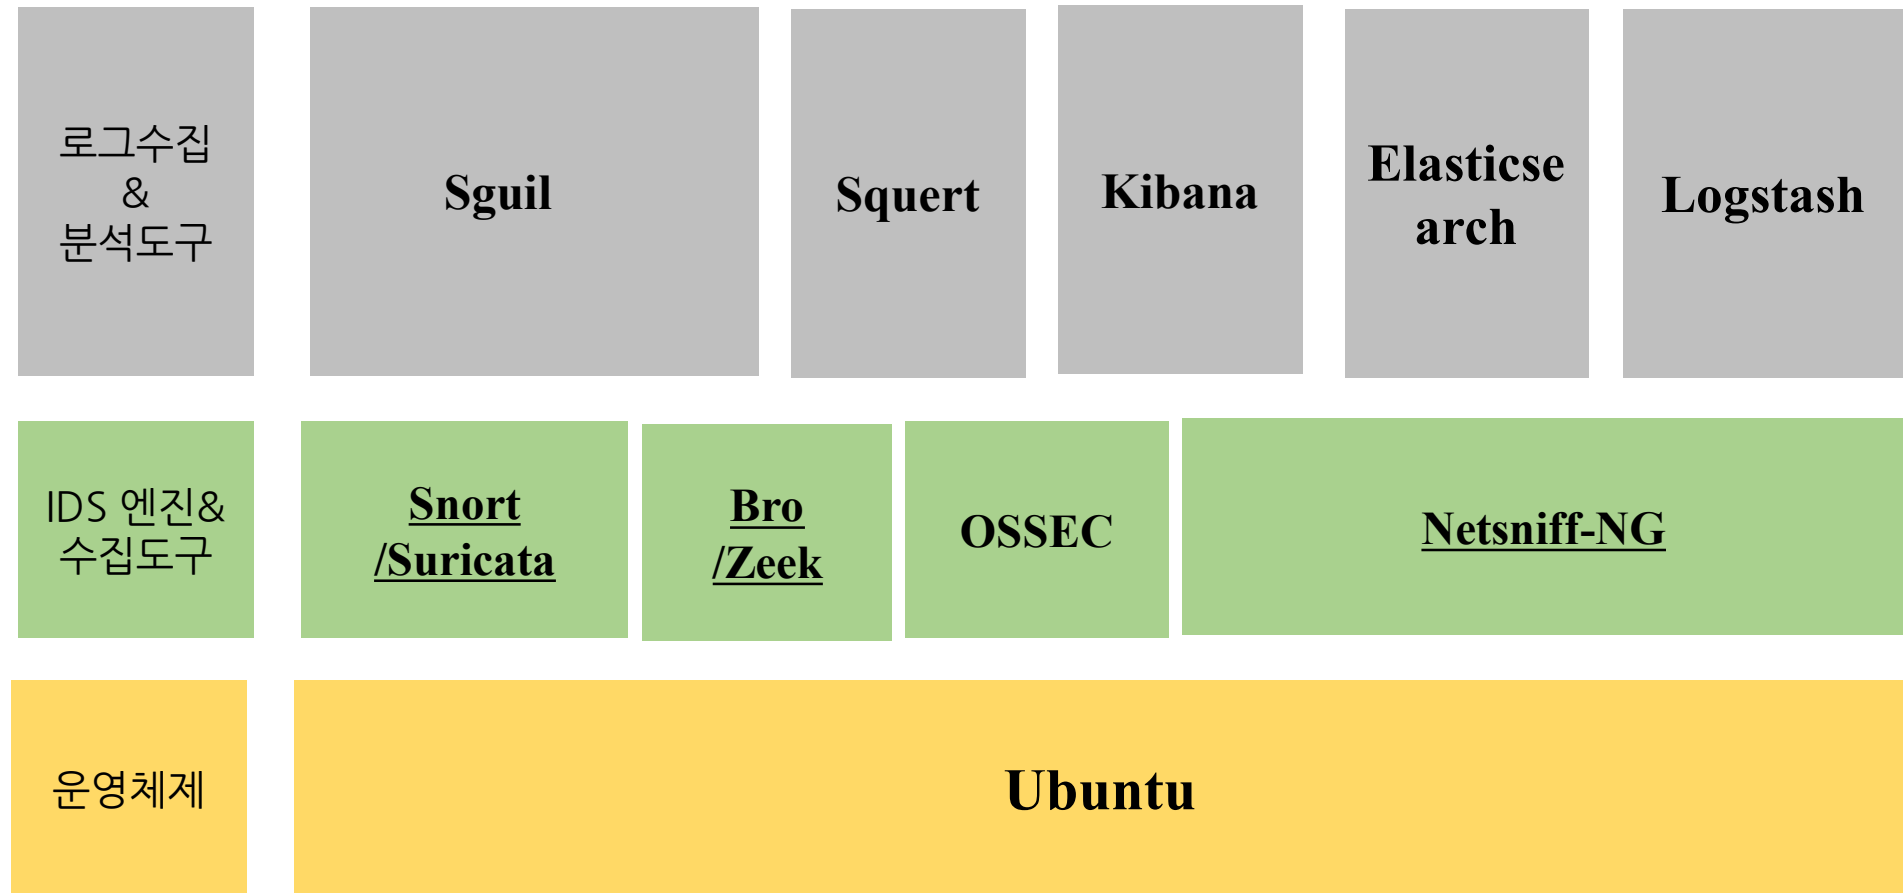 로그수집
&
분석도구
Sguil
Squert
Kibana
Elasticse
arch
Logstash
IDS 엔진&
수집도구
Snort
/Suricata
Bro
/Zeek
OSSEC
Netsniff-NG
운영체제
Ubuntu